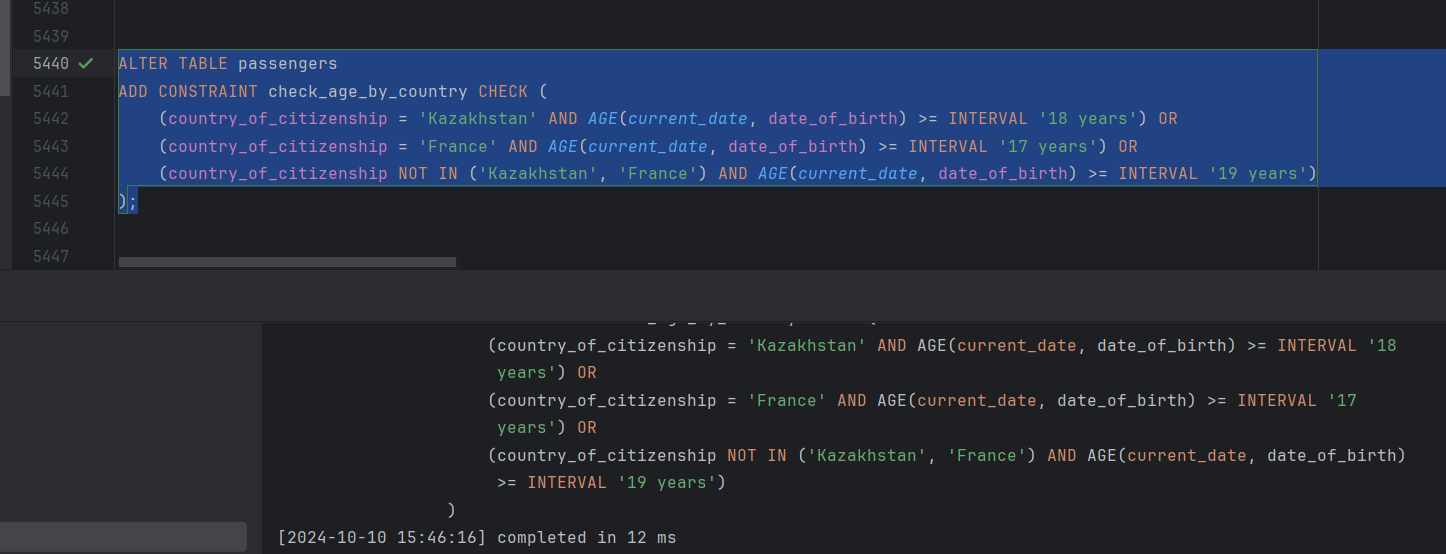 5438
5439
5440 ALTER TABLE passengers
5441 ADD CONSTRAINT check_age_by_country CHECK (
5442 (country_of_citizenship = 'Kazakhstan' AND AGE(current_date, date_of_birth) >= INTERVAL '18 years') OR
5443 (country_of_citizenship = 'France' AND AGE(current_date, date_of_birth) >= INTERVAL '17 years') OR
5444 (country_of_citizenship NOT IN ('Kazakhstan', 'France') AND AGE(current_date, date_of_birth) >= INTERVAL '19 years')
5445 );
5446
5447
(country_of_citizenship = 'Kazakhstan' AND AGE(current_date, date_of_birth) >= INTERVAL '18
years') OR
(country_of_citizenship = 'France' AND AGE(current_date, date_of_birth) >= INTERVAL '17
years') OR
(country_of_citizenship NOT IN ('Kazakhstan', 'France') AND AGE(current_date, date_of_birth)
>= INTERVAL '19 years')
)
[2024-10-10 15:46:16] completed in 12 ms